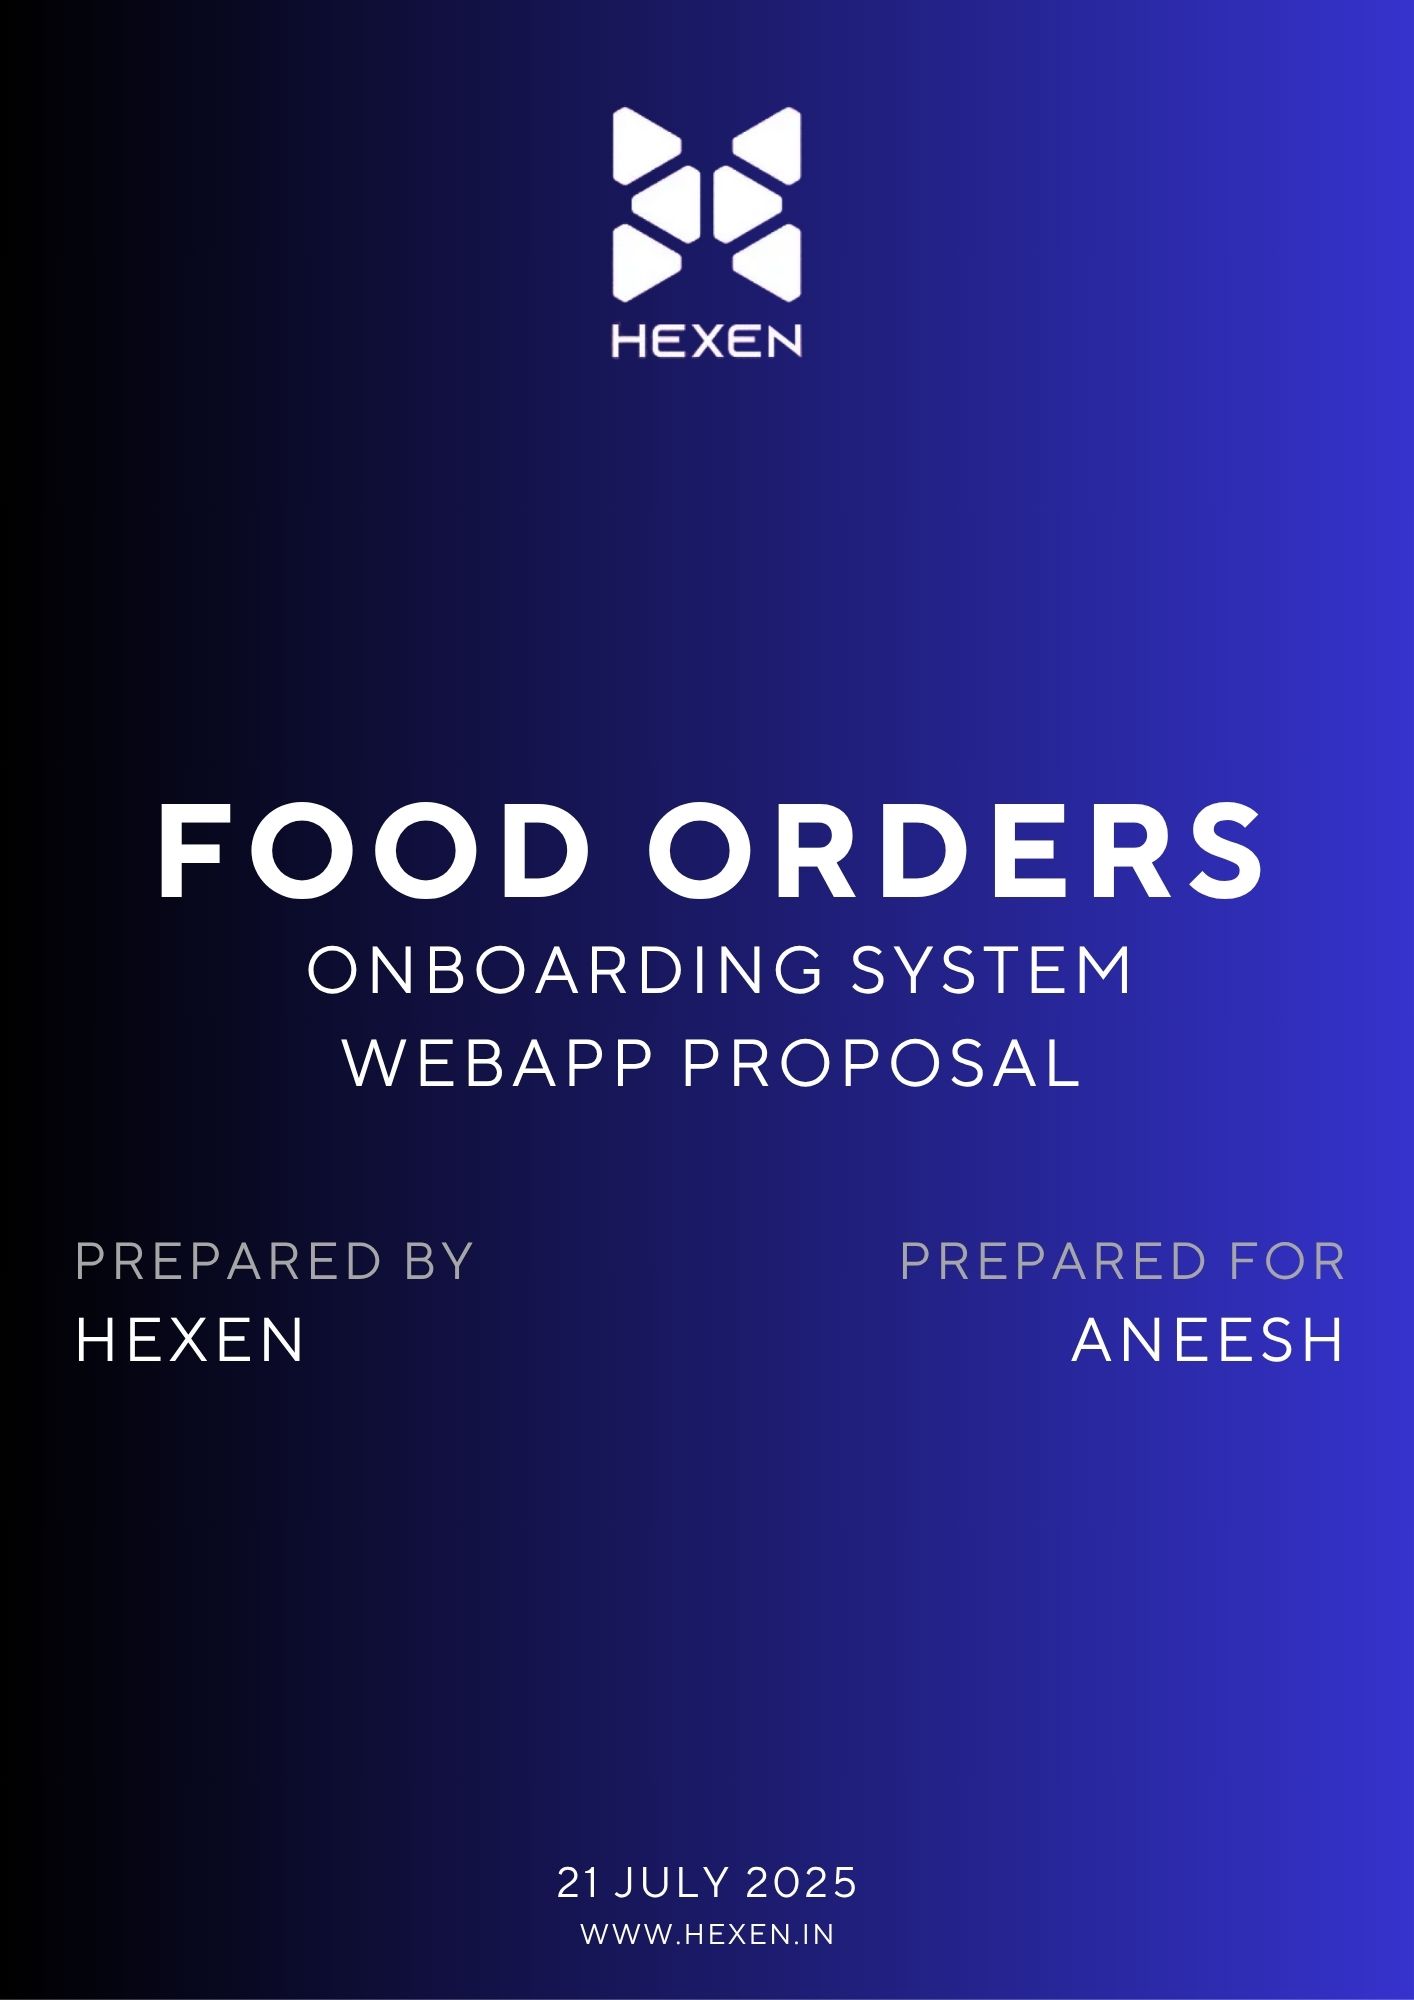 HEXEN
FOOD ORDERS
ONBOARDING SYSTEM
WEBAPP PROPOSAL
PREPARED BY
HEXEN
PREPARED FOR
ANEESH
21 JULY 2025
WWW.HEXEN.IN